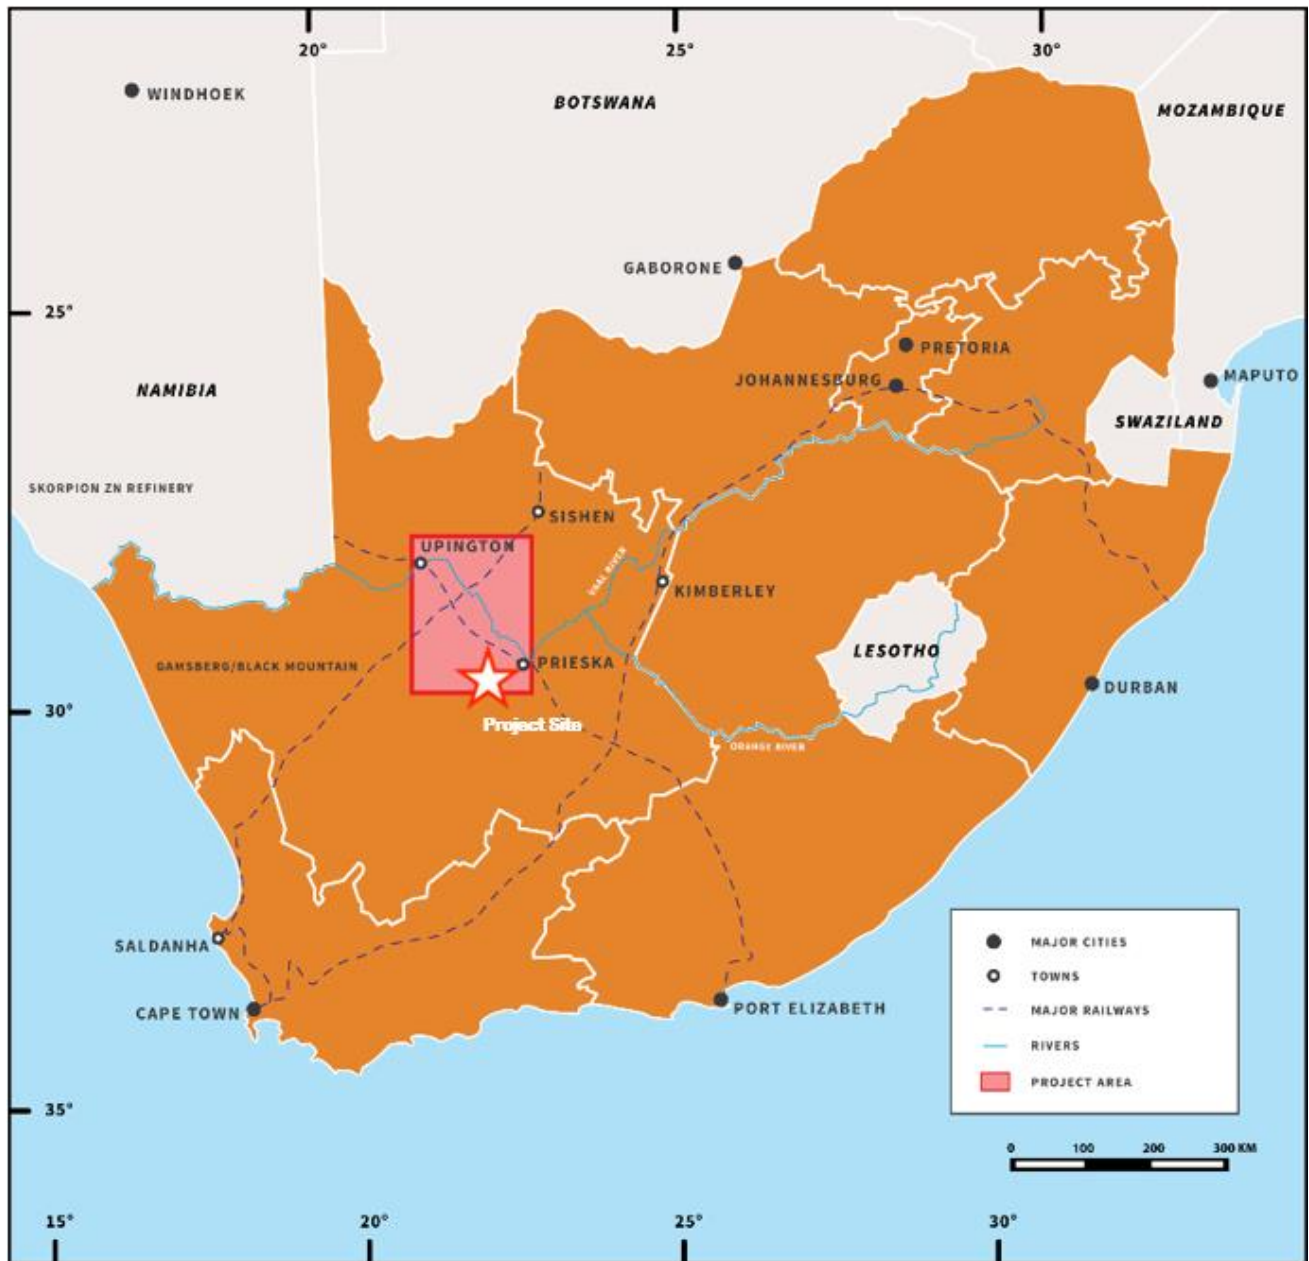 20°
25°
30°
WINDHOEK
BOTSWANA
MOZAMBIQUE
GABORONE
25°
PRETORIA
JOHANNESBURG
MAPUTO
NAMIBIA
SWAZILAND
SKORPION ZN REFINERY
SISHEN
UPINGTON
VAAL RIVER
KIMBERLEY
LESOTHO
GAMSBERG/BLACK MOUNTAIN
PRIESKA
DURBAN
30°
Project Site
ORANGE RIVER
SALDANHA
CAPE TOWN
PORT ELIZABETH
MAJOR CITIES
TOWNS
MAJOR RAILWAYS
RIVERS
PROJECT AREA
35°
0 100 200 300 KM
15°
20°
25°
30°